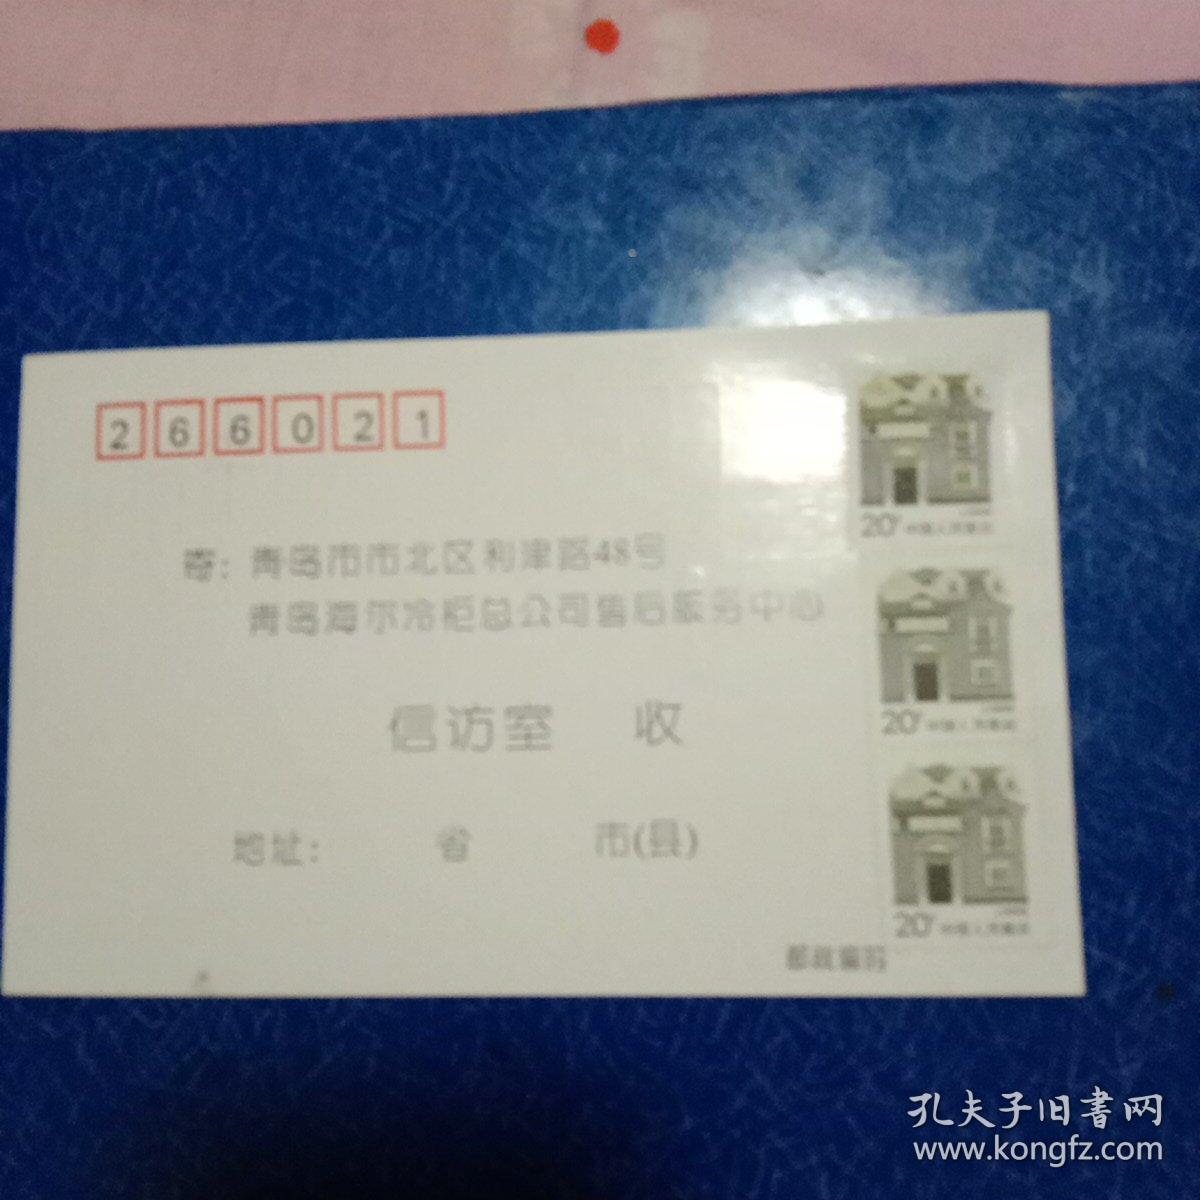 266021
寄：青岛市市北区利津路48号
青岛海尔冷柜总公司售后服务中心
信访室 收
地址： 省 市(县)
邮政编码
20分 中国人民邮政
20分 中国人民邮政
20分 中国人民邮政
孔夫子旧書网
www.kongfz.com